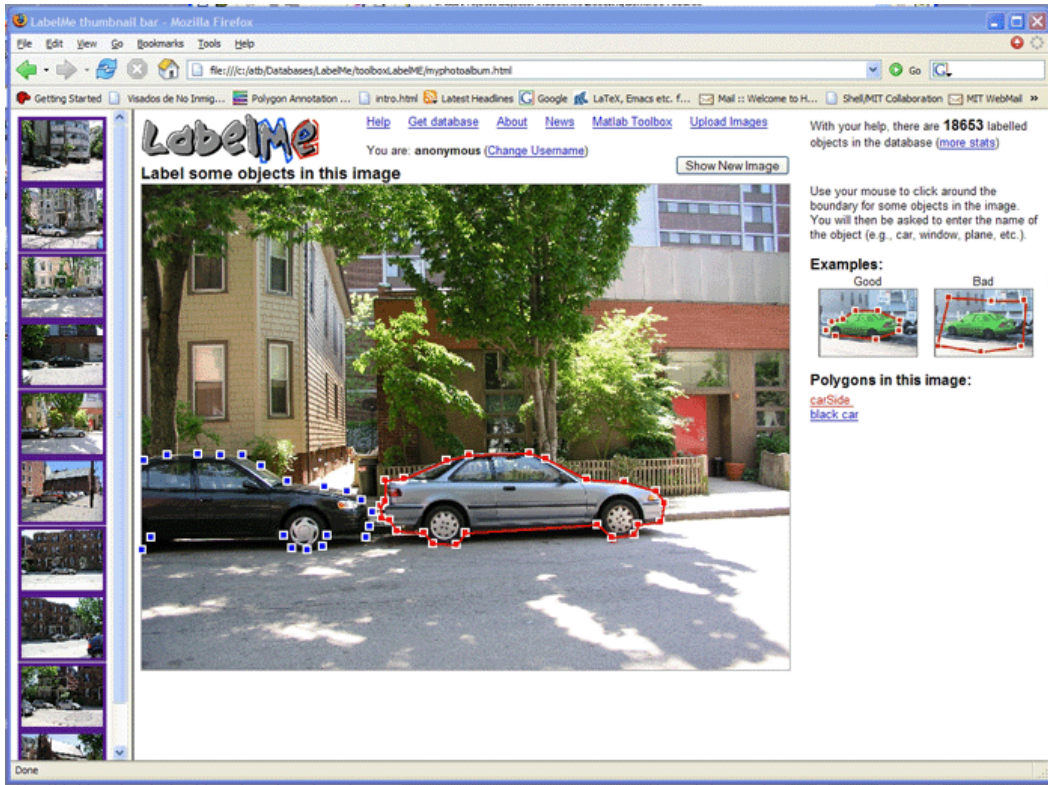 LabelMe thumbnail bar - Mozilla Firefox
File Edit View Go Bookmarks Tools Help
file:///c:/atb/Databases/LabelMe/toolboxLabelME/myphotoalbum.html
Go
Getting Started Visados de No Inmig... Polygon Annotation ... intro.html Latest Headlines Google LaTeX, Emacs etc. f... Mail :: Welcome to H... Shell/MIT Collaboration MIT WebMail »
LabelMe
Help Get database About News Matlab Toolbox Upload Images
You are: anonymous (Change Username)
Label some objects in this image
Show New Image
With your help, there are 18653 labelled
objects in the database (more stats)
Use your mouse to click around the
boundary for some objects in the image.
You will then be asked to enter the name of
the object (e.g., car, window, plane, etc.).
Examples:
Good Bad
Polygons in this image:
carSide
black car
Done